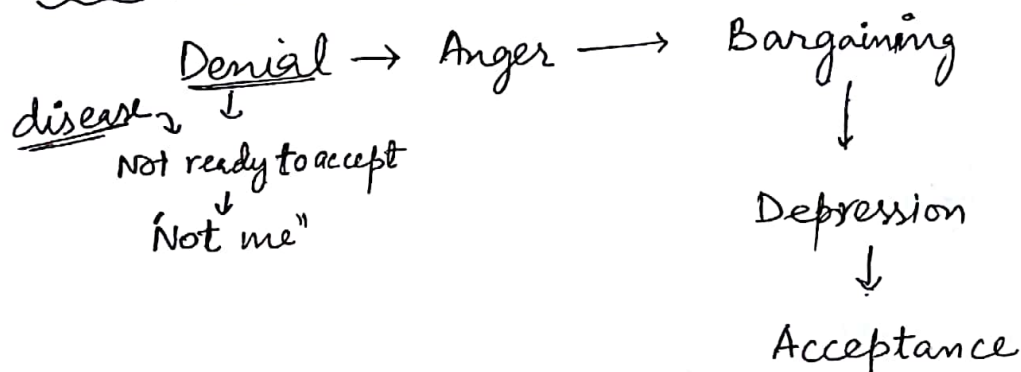 Denial → Anger → Bargaining
↓
disease
Not ready to accept
↓
"Not me"
↓
Depression
↓
Acceptance